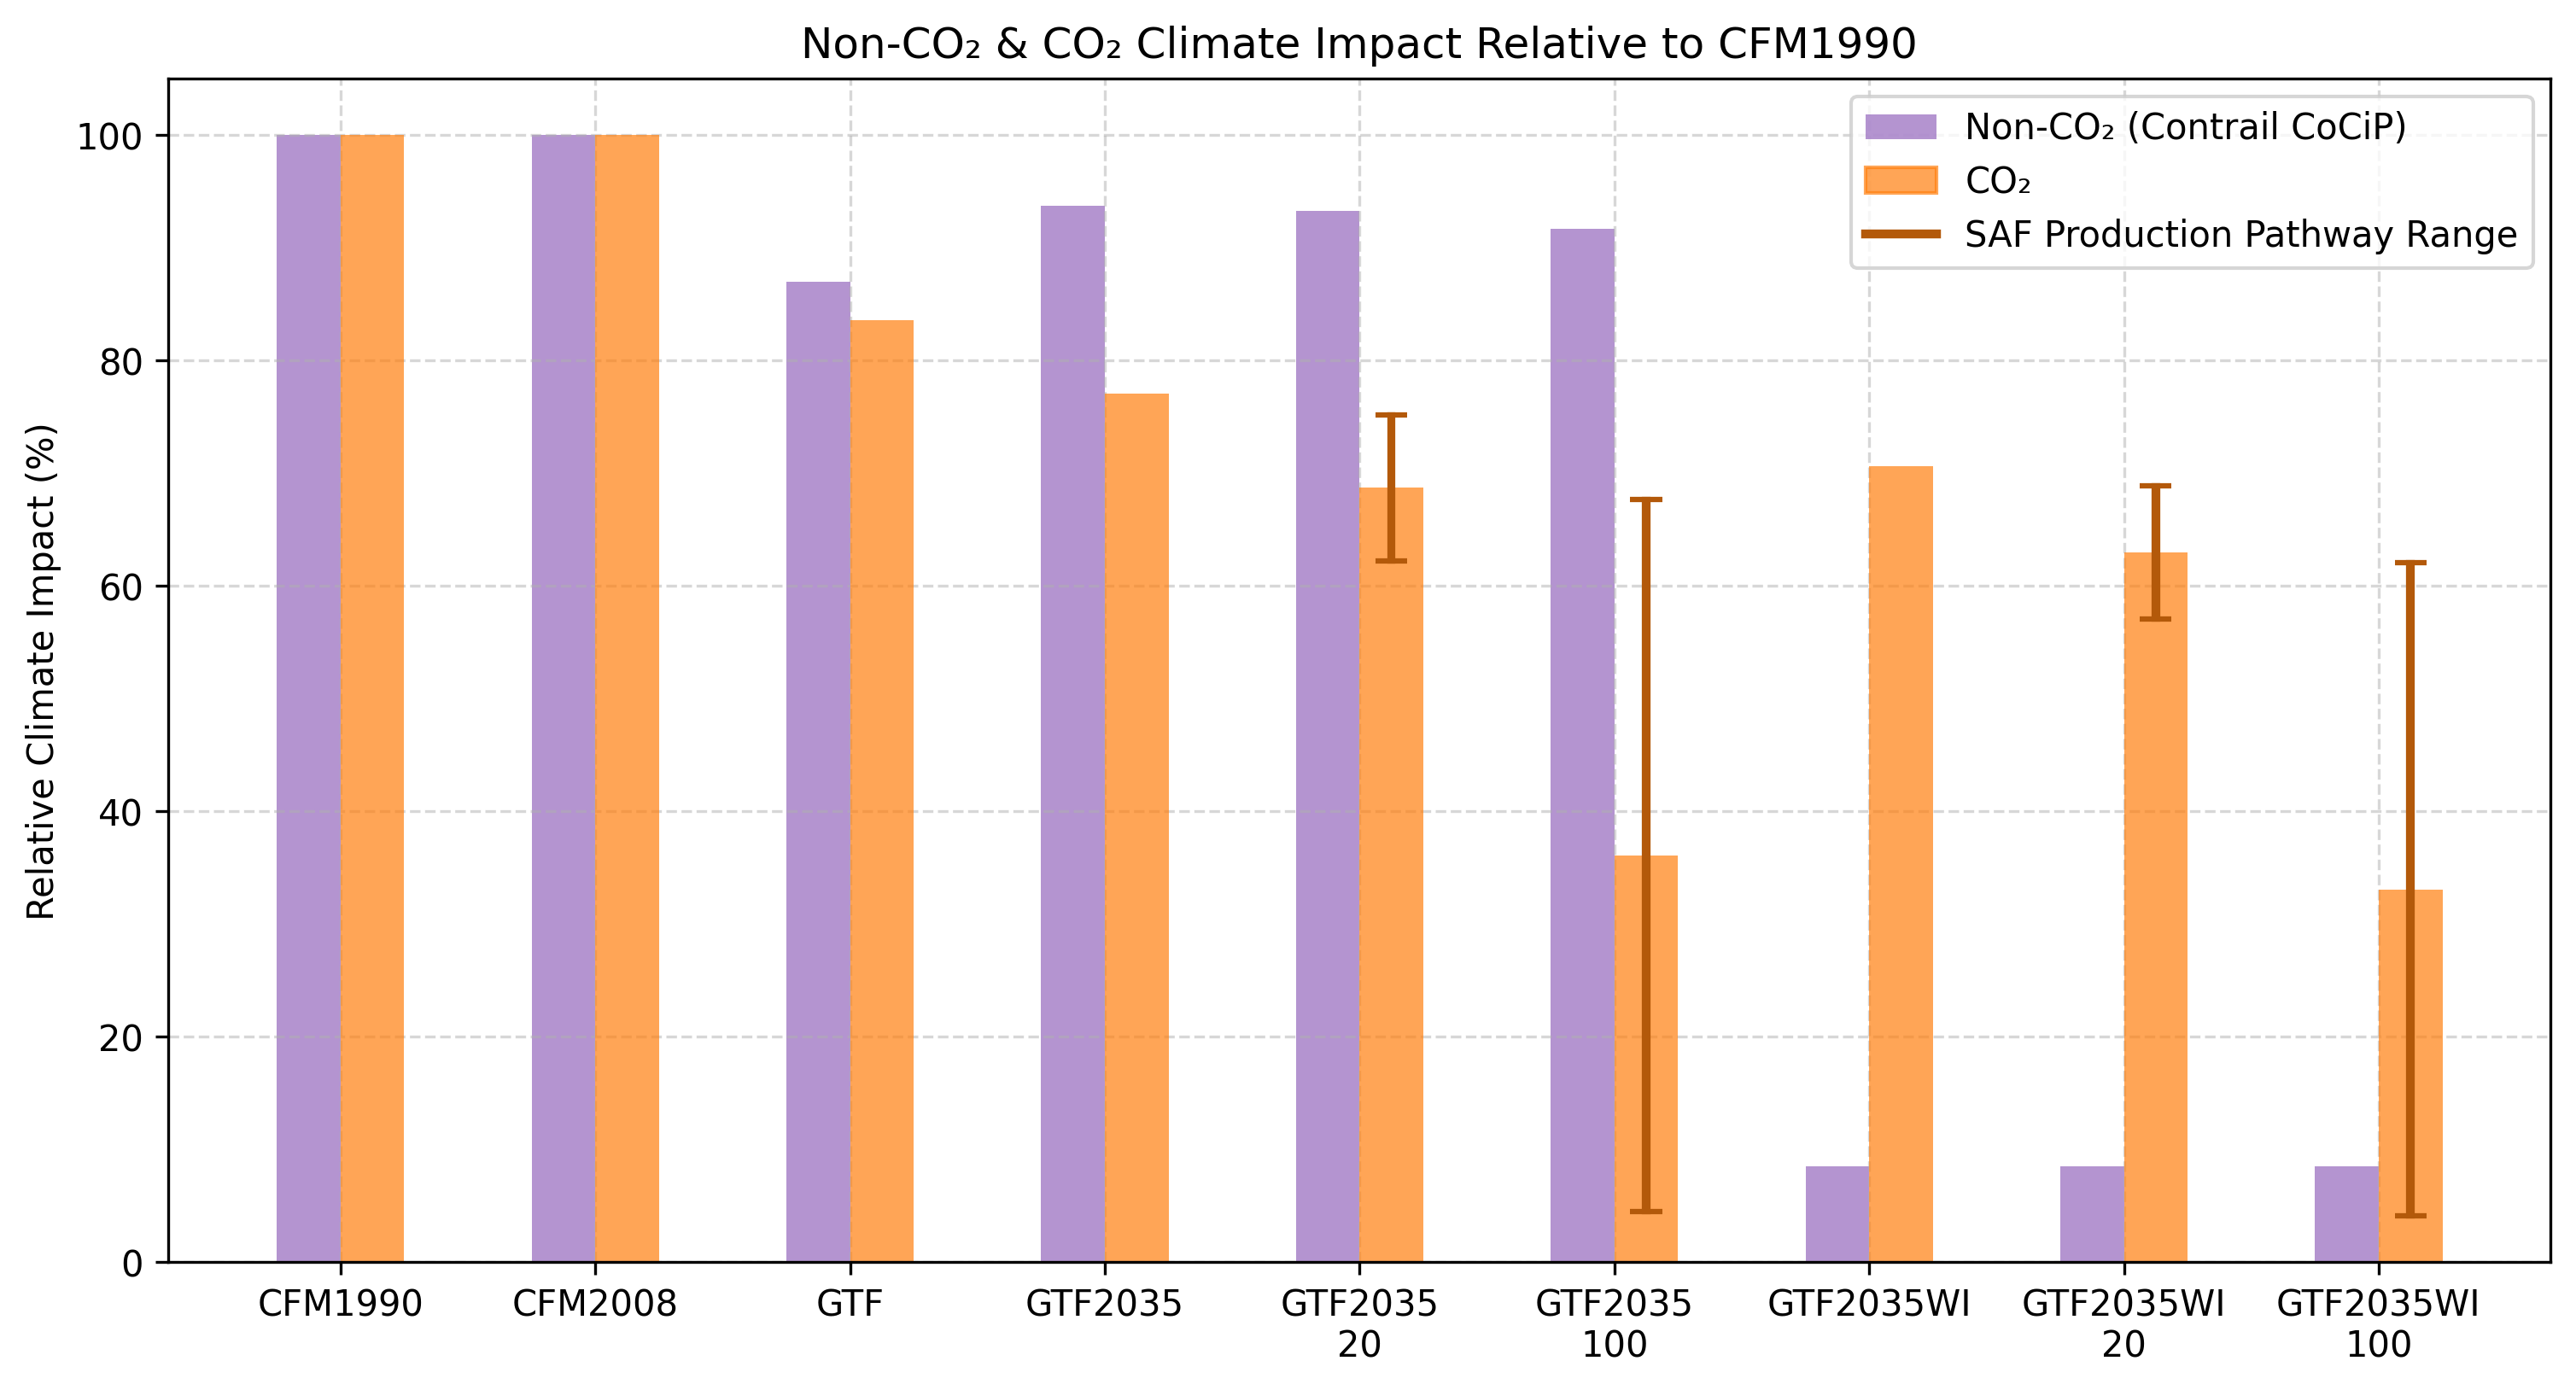 Non-CO₂ & CO₂ Climate Impact Relative to CFM1990
Non-CO₂ (Contrail CoCiP)
CO₂
SAF Production Pathway Range
Relative Climate Impact (%)
100
80
60
40
20
0
CFM1990
CFM2008
GTF
GTF2035
GTF2035
20
GTF2035
100
GTF2035WI
GTF2035WI
20
GTF2035WI
100